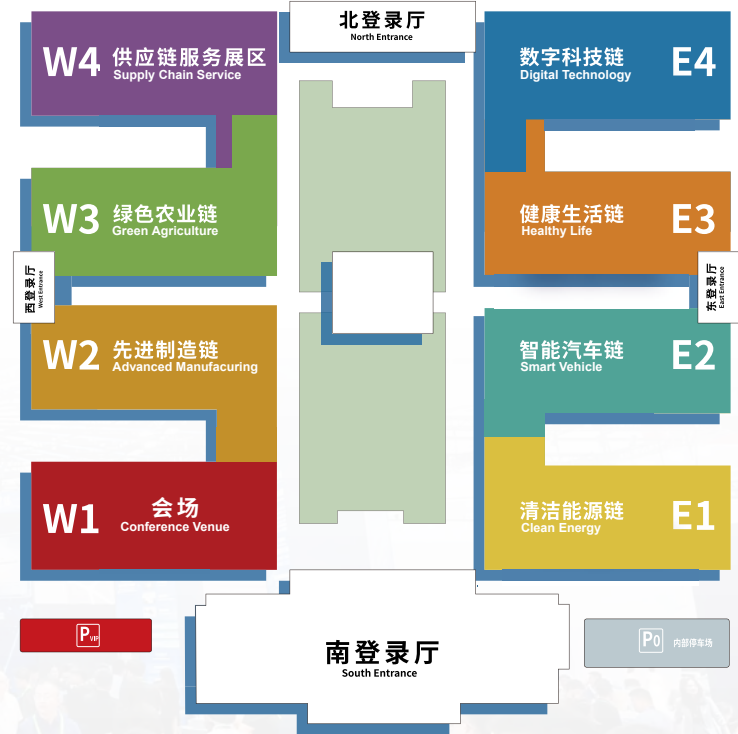 北登录厅
North Entrance
W4
供应链服务展区
Supply Chain Service
数字科技链
Digital Technology
E4
W3
绿色农业链
Green Agriculture
健康生活链
Healthy Life
E3
西登录厅
West Entrance
东登录厅
East Entrance
W2
先进制造链
Advanced Manufacuring
智能汽车链
Smart Vehicle
E2
W1
会场
Conference Venue
清洁能源链
Clean Energy
E1
P VIP
P0
内部停车场
南登录厅
South Entrance